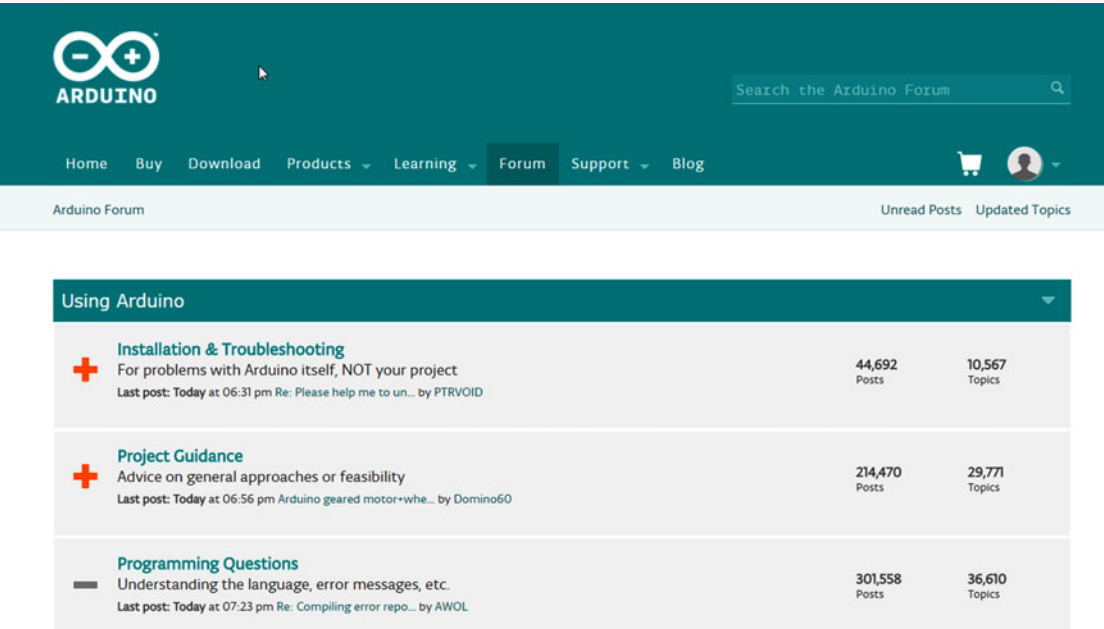 ARDUINO
Search the Arduino Forum
Home Buy Download Products Learning Forum Support Blog
Arduino Forum Unread Posts Updated Topics
Using Arduino
Installation & Troubleshooting
For problems with Arduino itself, NOT your project
Last post: Today at 06:31 pm Re: Please help me to un... by PTRVOID
44,692 10,567
Posts Topics
Project Guidance
Advice on general approaches or feasibility
Last post: Today at 06:56 pm Arduino geared motor+whe... by Domino60
214,470 29,771
Posts Topics
Programming Questions
Understanding the language, error messages, etc.
Last post: Today at 07:23 pm Re: Compiling error repo... by AWOL
301,558 36,610
Posts Topics